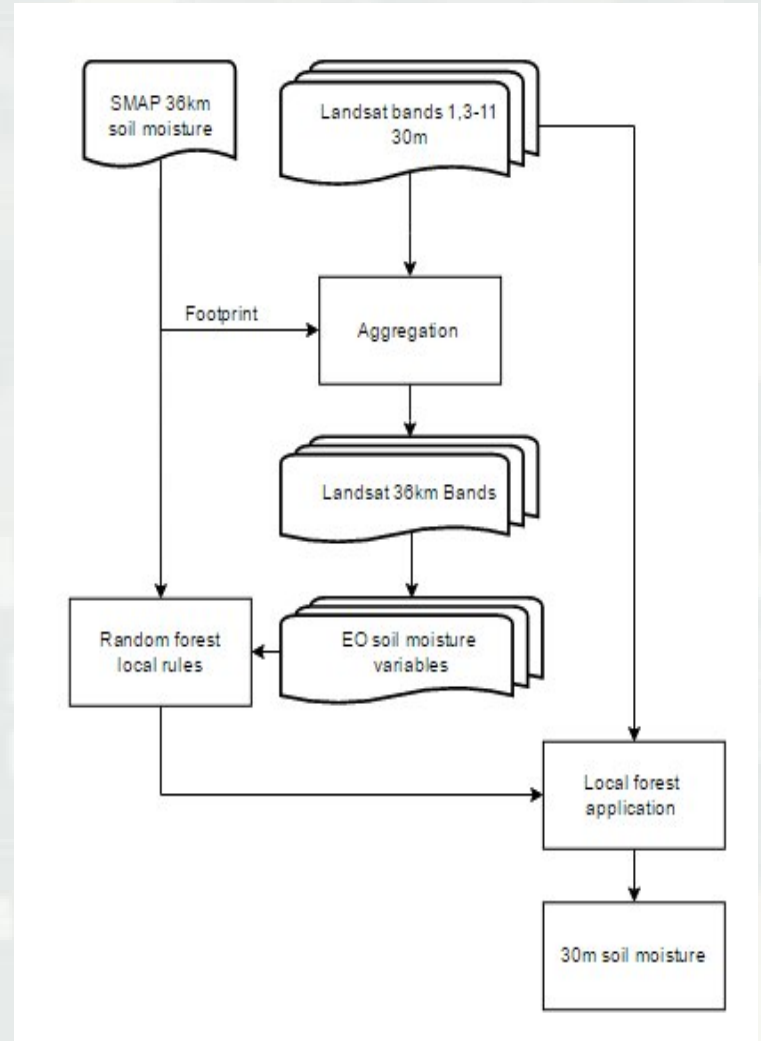 SMAP 36km
soil moisture
Landsat bands 1,3-11
30m
Footprint
Aggregation
Landsat 36km Bands
Random forest
local rules
EO soil moisture
variables
Local forest
application
30m soil moisture